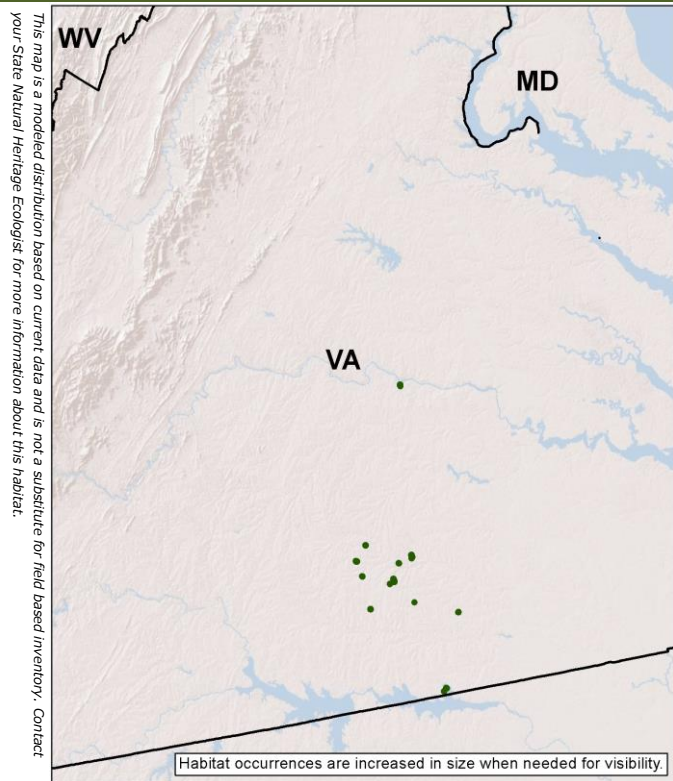 This map is a modeled distribution based on current data and is not a substitute for field based inventory. Contact
your State Natural Heritage Ecologist for more information about this habitat.
WV
MD
VA
Habitat occurrences are increased in size when needed for visibility.